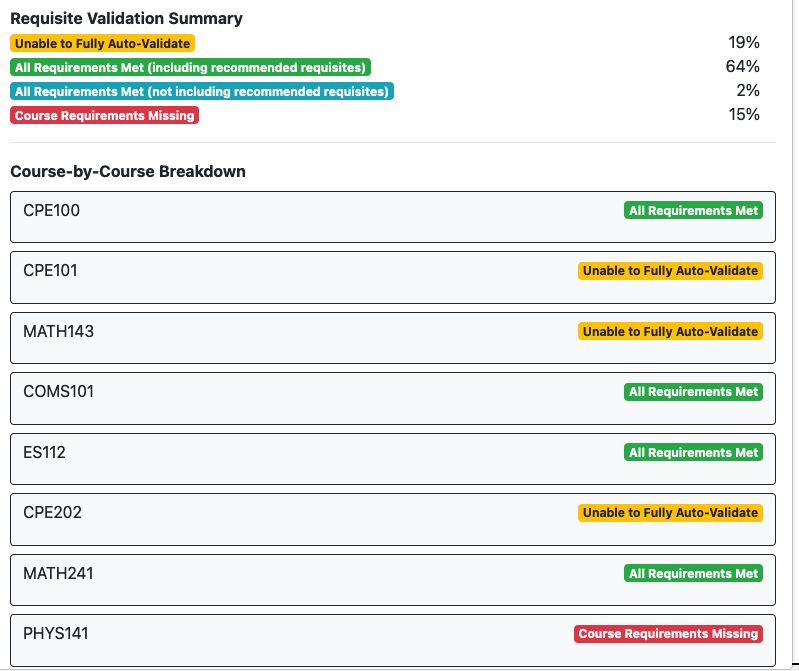 Requisite Validation Summary
Unable to Fully Auto-Validate 19%
All Requirements Met (including recommended requisites) 64%
All Requirements Met (not including recommended requisites) 2%
Course Requirements Missing 15%
Course-by-Course Breakdown
CPE100 All Requirements Met
CPE101 Unable to Fully Auto-Validate
MATH143 Unable to Fully Auto-Validate
COMS101 All Requirements Met
ES112 All Requirements Met
CPE202 Unable to Fully Auto-Validate
MATH241 All Requirements Met
PHYS141 Course Requirements Missing